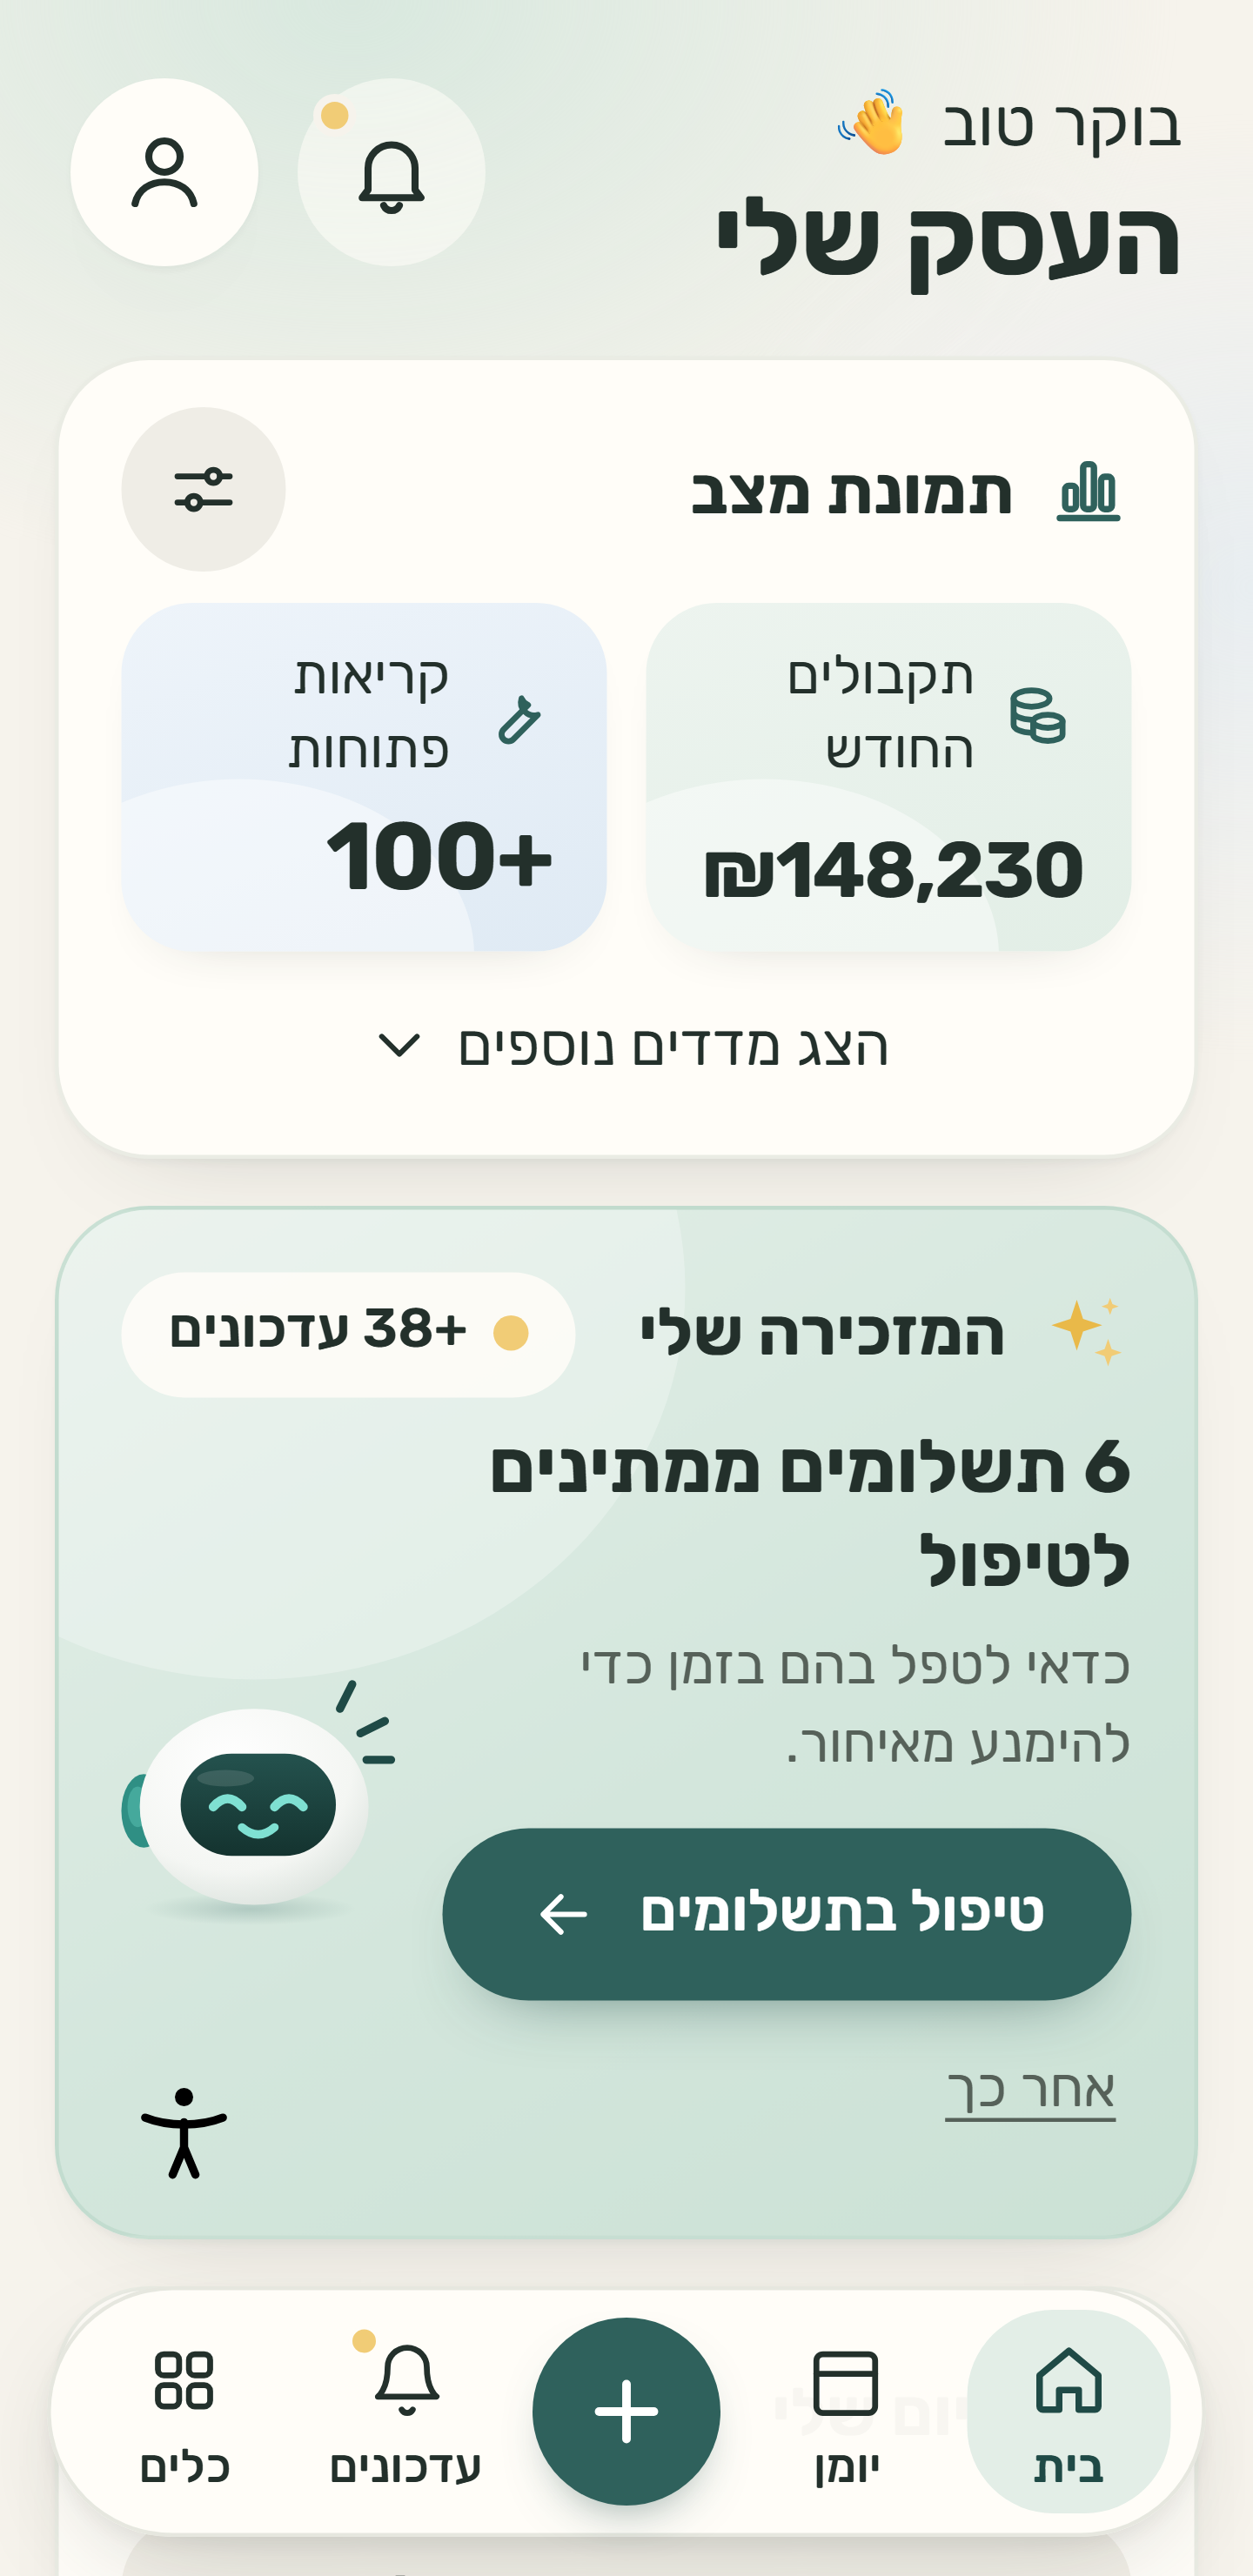 בוקר טוב 👋
העסק שלי
תמונת מצב
תקבולים
החודש
₪148,230
קריאות
פתוחות
100+
הצג מדדים נוספים
המזכירה שלי
+38 עדכונים
6 תשלומים ממתינים
לטיפול
כדאי לטפל בהם בזמן כדי
להימנע מאיחור.
טיפול בתשלומים
אחר כך
יום שלי
בית
יומן
עדכונים
כלים